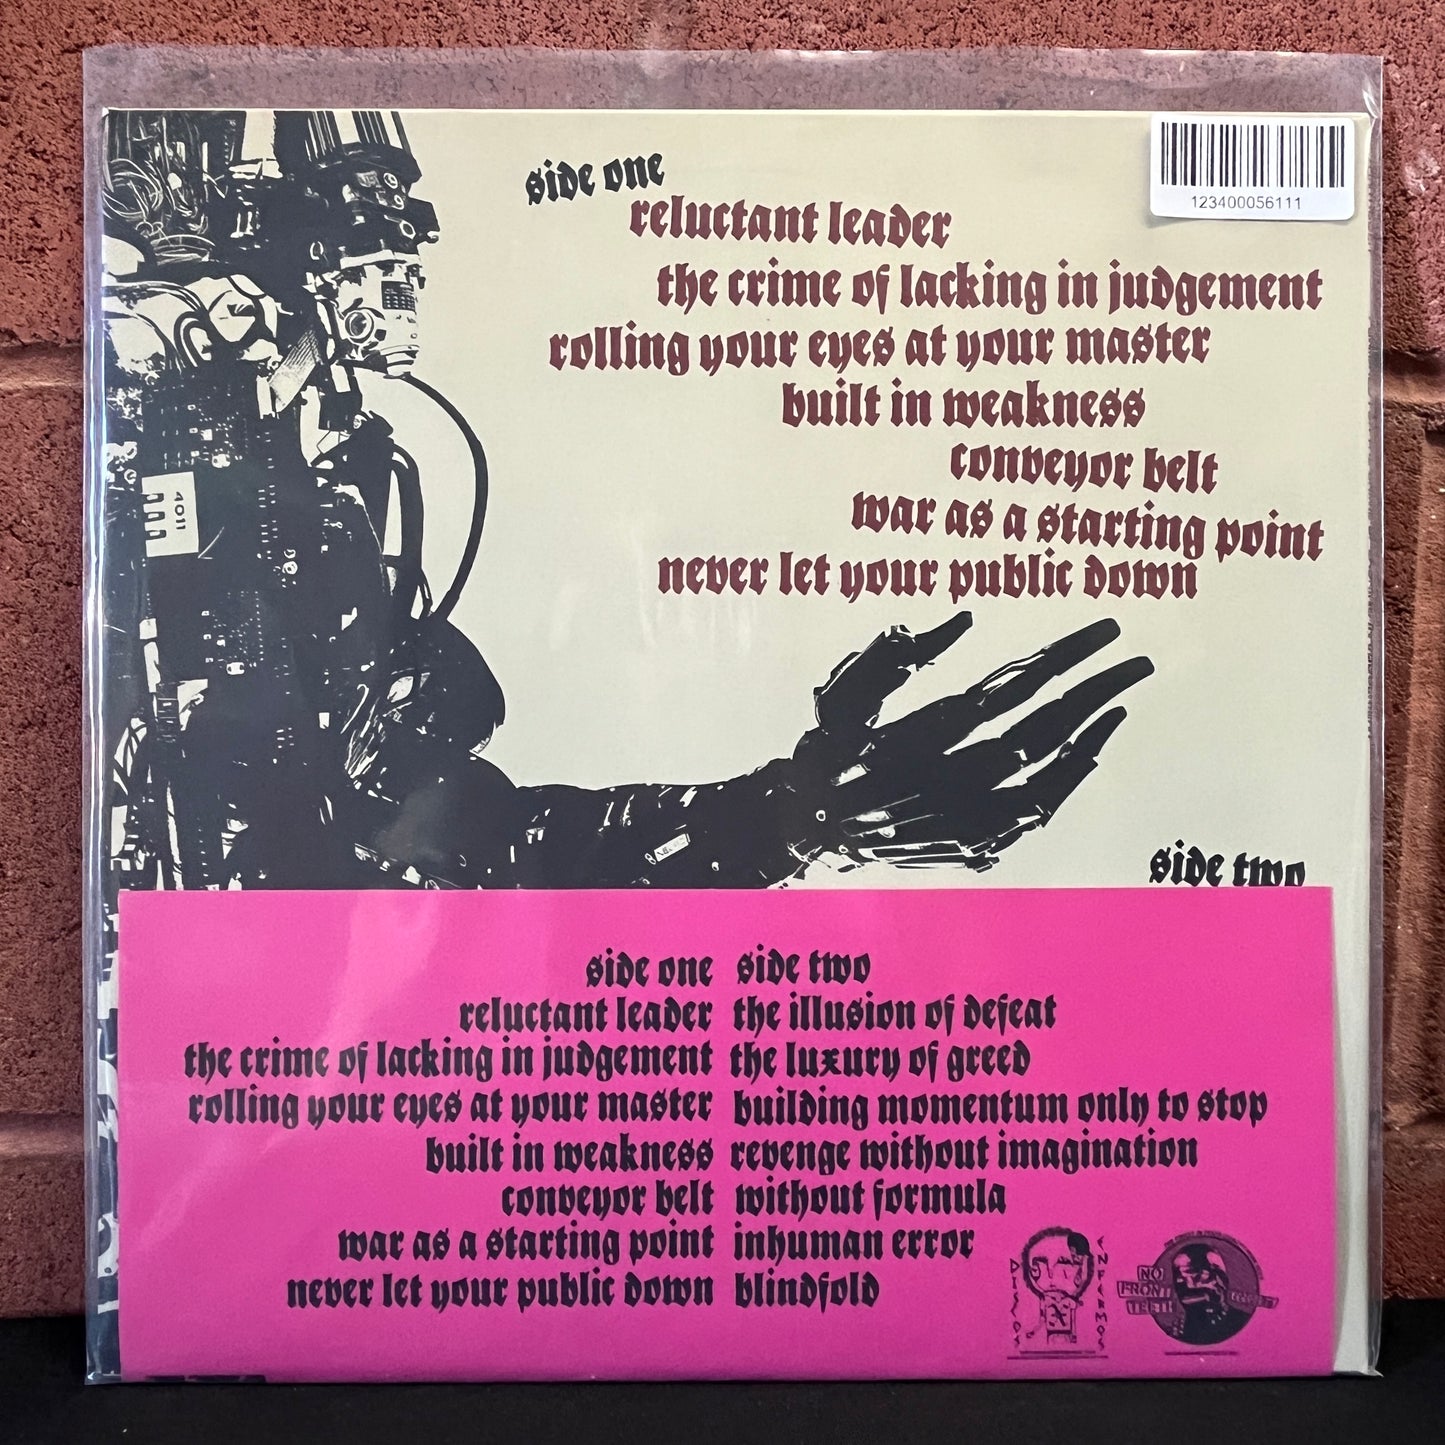 side one
reluctant leader
the crime of lacking in judgement
rolling your eyes at your master
built in weakness
conveyor belt
war as a starting point
never let your public down
123400056111
4011
side two
side one
reluctant leader
the crime of lacking in judgement
rolling your eyes at your master
built in weakness
conveyor belt
war as a starting point
never let your public down
side two
the illusion of defeat
the luxury of greed
building momentum only to stop
revenge without imagination
without formula
inhuman error
blindfold
DISCOS
ENFERMOS
NO
FRONT
TEETH